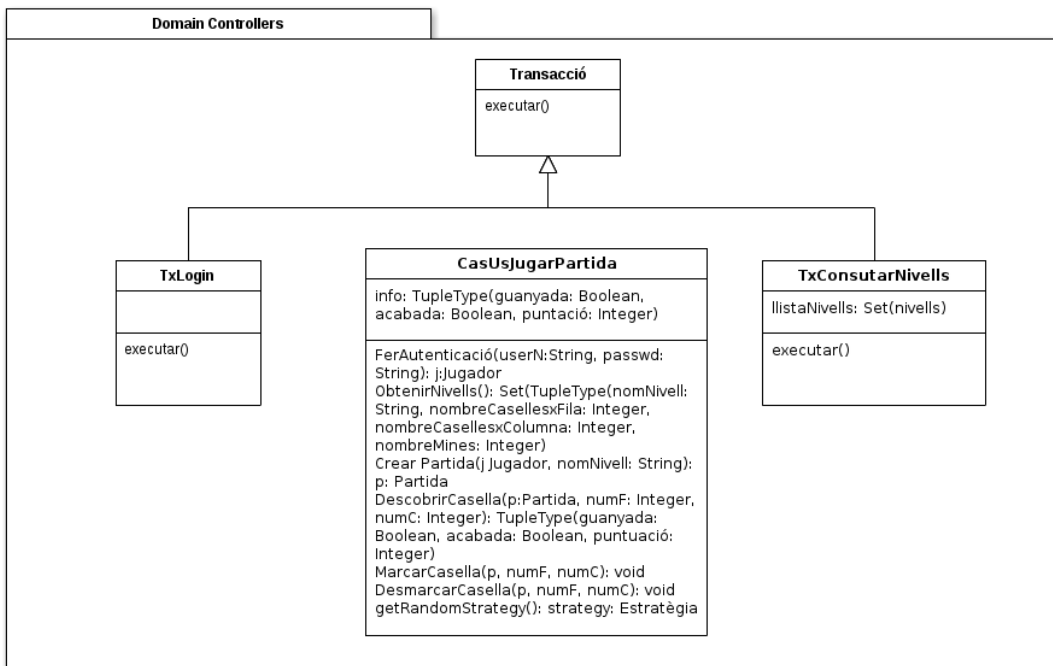 Domain Controllers
Transacció
executar()
TxLogin
executar()
CasUsJugarPartida
info: TupleType(guanyada: Boolean,
acabada: Boolean, puntació: Integer)
FerAutenticació(userN:String, passwd:
String): j:Jugador
ObtenirNivells(): Set(TupleType(nomNivell:
String, nombreCasellesxFila: Integer,
nombreCasellesxColumna: Integer,
nombreMines: Integer)
Crear Partida(j Jugador, nomNivell: String):
p: Partida
DescobrirCasella(p:Partida, numF: Integer,
numC: Integer): TupleType(guanyada:
Boolean, acabada: Boolean, puntuació:
Integer)
MarcarCasella(p, numF, numC): void
DesmarcarCasella(p, numF, numC): void
getRandomStrategy(): strategy: Estratègia
TxConsutarNivells
llistaNivells: Set(nivells)
executar()